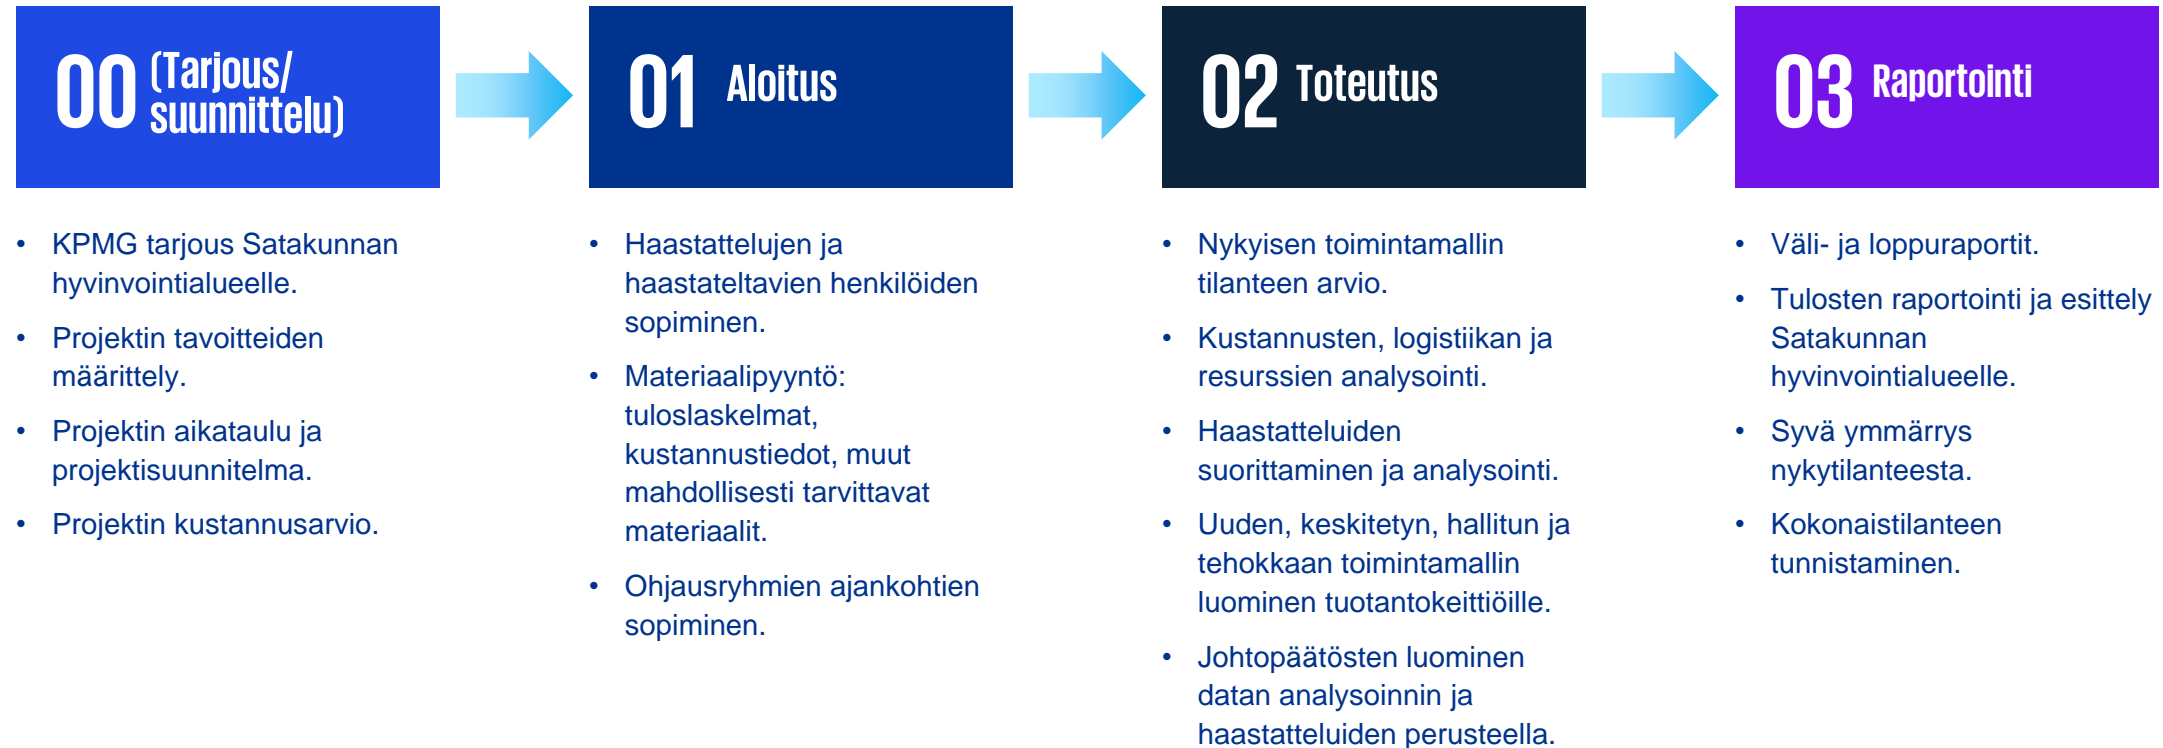 00 (Tarjous/
suunnittelu)
• KPMG tarjous Satakunnan
hyvinvointialueelle.
• Projektin tavoitteiden
määrittely.
• Projektin aikataulu ja
projektisuunnitelma.
• Projektin kustannusarvio.
01 Aloitus
• Haastattelujen ja
haastateltavien henkilöiden
sopiminen.
• Materiaalipyyntö:
tuloslaskelmat,
kustannustiedot, muut
mahdollisesti tarvittavat
materiaalit.
• Ohjausryhmien ajankohtien
sopiminen.
02 Toteutus
• Nykyisen toimintamallin
tilanteen arvio.
• Kustannusten, logistiikan ja
resurssien analysointi.
• Haastatteluiden
suorittaminen ja analysointi.
• Uuden, keskitetyn, hallitun ja
tehokkaan toimintamallin
luominen tuotantokeittiöille.
• Johtopäätösten luominen
datan analysoinnin ja
haastatteluiden perusteella.
03 Raportointi
• Väli- ja loppuraportit.
• Tulosten raportointi ja esittely
Satakunnan
hyvinvointialueelle.
• Syvä ymmärrys
nykytilanteesta.
• Kokonaistilanteen
tunnistaminen.